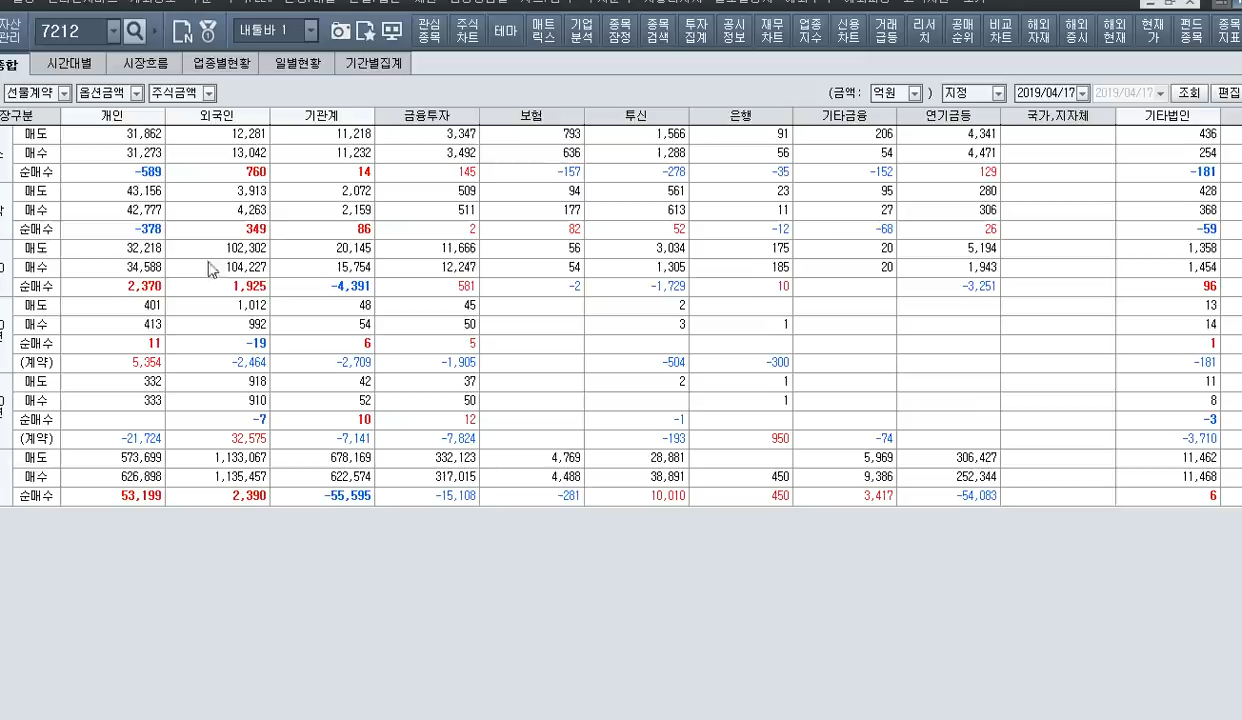 자산 관심 주식 테마 매트 기업 종목 종목 투자 공시 재무 업종 신용 거래 리서 공매 비교 해외 해외 해외 현재 펀드 종목
관리 7212 내툴바 1 종목 차트 릭스 분석 잠정 검색 집계 정보 차트 지수 차트 급등 치 순위 차트 자재 증시 현재 가 종목 지표
종합 시간대별 시장흐름 업종별현황 일별현황 기간별집계
선물계약 옵션금액 주식금액 (금액: 억원 ) 지정 2019/04/17 2019/04/17 조회 편집
장구분 개인 외국인 기관계 금융투자 보험 투신 은행 기타금융 연기금등 국가,지자체 기타법인
매도 31,862 12,281 11,218 3,347 793 1,566 91 206 4,341 436
매수 31,273 13,042 11,232 3,492 636 1,288 56 54 4,471 254
순매수 -589 760 14 145 -157 -278 -35 -152 129 -181
매도 43,156 3,913 2,072 509 94 561 23 95 280 428
매수 42,777 4,263 2,159 511 177 613 11 27 306 368
순매수 -378 349 86 2 82 52 -12 -68 26 -59
매도 32,218 102,302 20,145 11,666 56 3,034 175 20 5,194 1,358
매수 34,588 104,227 15,754 12,247 54 1,305 185 20 1,943 1,454
순매수 2,370 1,925 -4,391 581 -2 -1,729 10 -3,251 96
매도 401 1,012 48 45 2 13
매수 413 992 54 50 3 1 14
순매수 11 -19 6 5 1
(계약) 5,354 -2,464 -2,709 -1,905 -504 -300 -181
매도 332 918 42 37 2 1 11
매수 333 910 52 50 1 8
순매수 -7 10 12 -1 -3
(계약) -21,724 32,575 -7,141 -7,824 -193 950 -74 -3,710
매도 573,699 1,133,067 678,169 332,123 4,769 28,881 5,969 306,427 11,462
매수 626,898 1,135,457 622,574 317,015 4,488 38,891 450 9,386 252,344 11,468
순매수 53,199 2,390 -55,595 -15,108 -281 10,010 450 3,417 -54,083 6